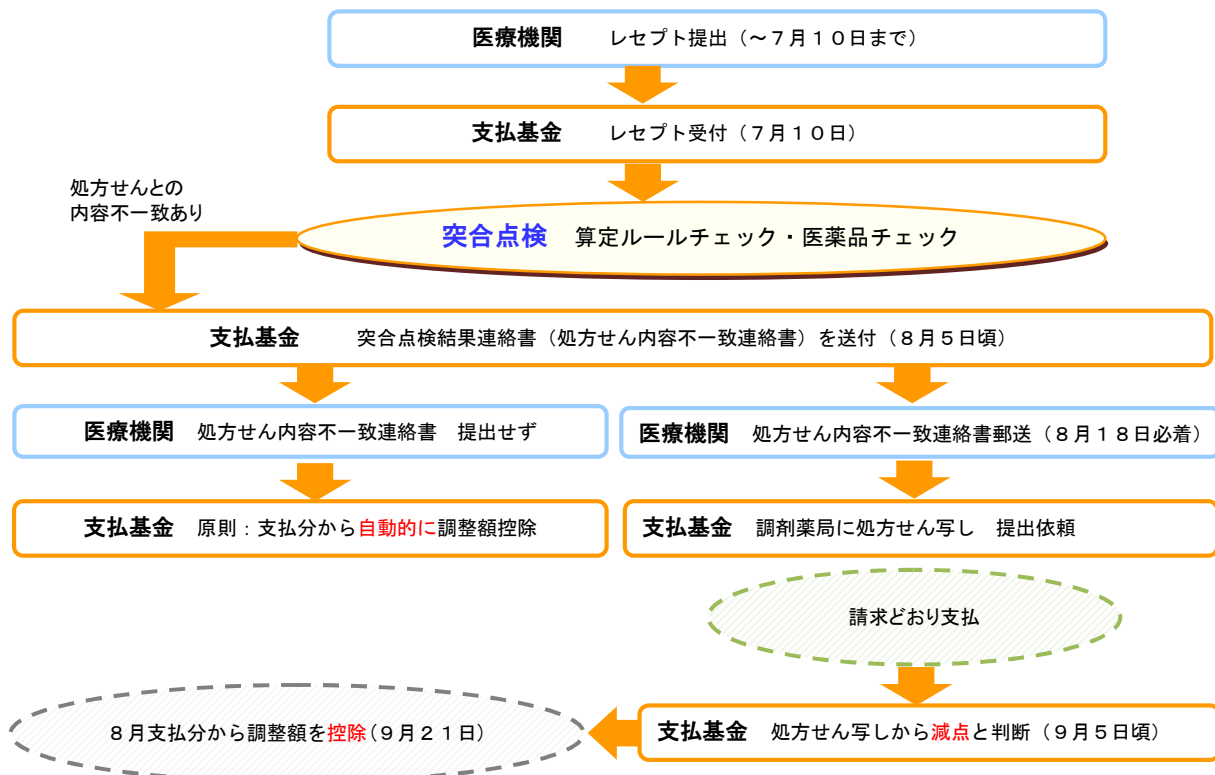 医療機関 レセプト提出（～７月１０日まで）
支払基金 レセプト受付（７月１０日）
処方せんとの
内容不一致あり
突合点検 算定ルールチェック・医薬品チェック
支払基金 突合点検結果連絡書（処方せん内容不一致連絡書）を送付（８月５日頃）
医療機関 処方せん内容不一致連絡書 提出せず
医療機関 処方せん内容不一致連絡書郵送（８月１８日必着）
支払基金 原則：支払分から自動的に調整額控除
支払基金 調剤薬局に処方せん写し 提出依頼
請求どおり支払
８月支払分から調整額を控除（９月２１日）
支払基金 処方せん写しから減点と判断（９月５日頃）